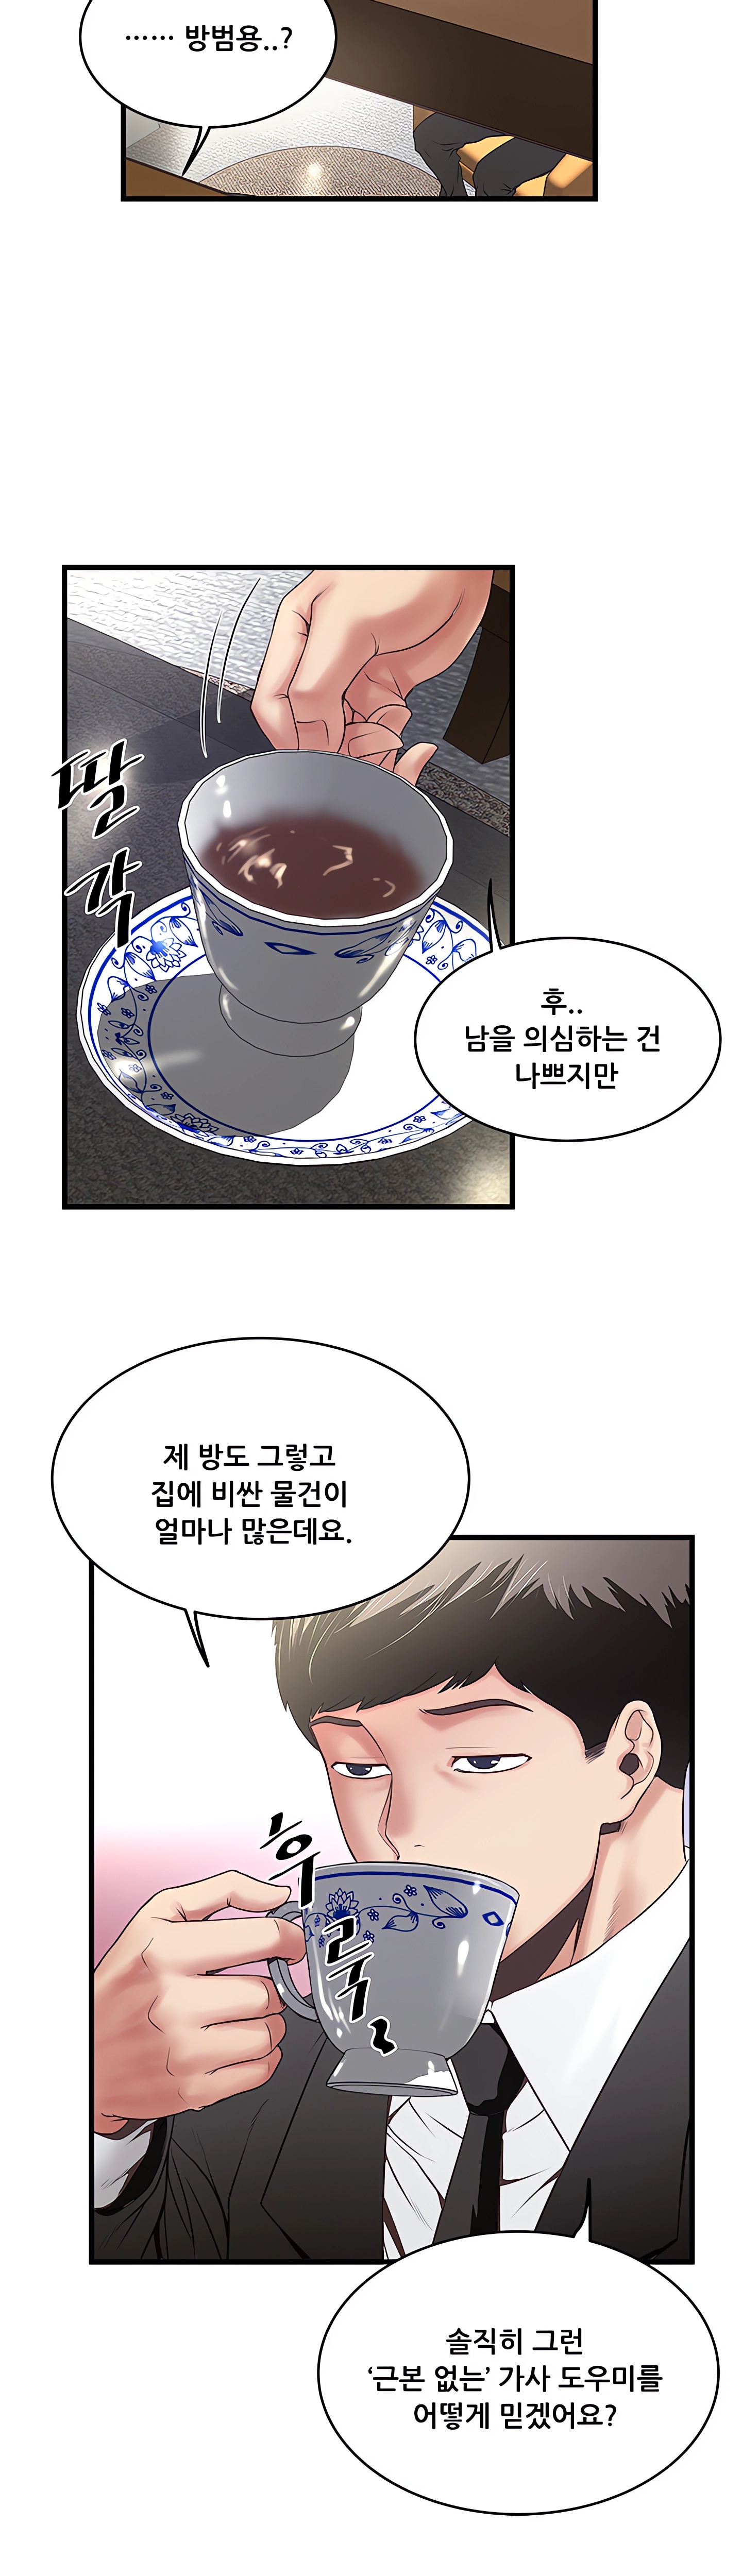 …… 방범용..?
딸
각
후..
남을 의심하는 건
나쁘지만
제 방도 그렇고
집에 비싼 물건이
얼마나 많은데요.
후
룩
솔직히 그런
‘근본 없는’ 가사 도우미를
어떻게 믿겠어요?